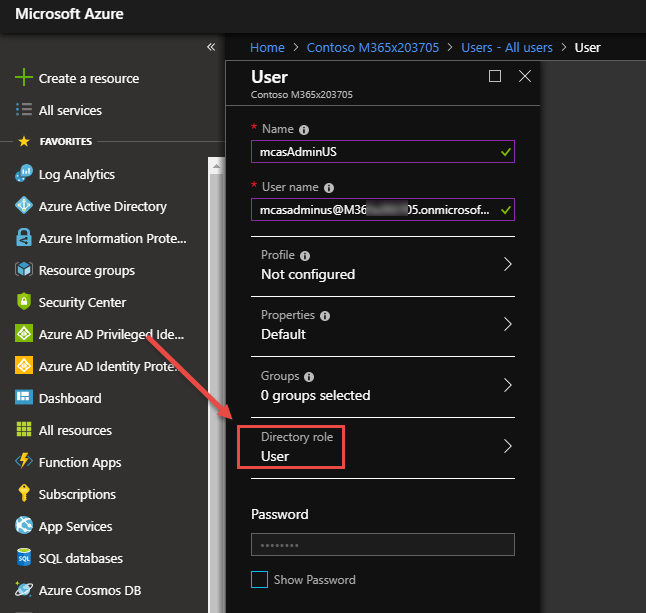 Microsoft Azure
«
Home > Contoso M365x203705 > Users - All users > User
Create a resource
All services
FAVORITES
Log Analytics
Azure Active Directory
Azure Information Prote...
Resource groups
Security Center
Azure AD Privileged Ide...
Azure AD Identity Prote...
Dashboard
All resources
Function Apps
Subscriptions
App Services
SQL
SQL databases
Azure Cosmos DB
User
Contoso M365x203705
* Name
mcasAdminUS
* User name
mcasadminus@M36 05.onmicrosof...
Profile
Not configured
Properties
Default
Groups
0 groups selected
Directory role
User
Password
••••••••
Show Password